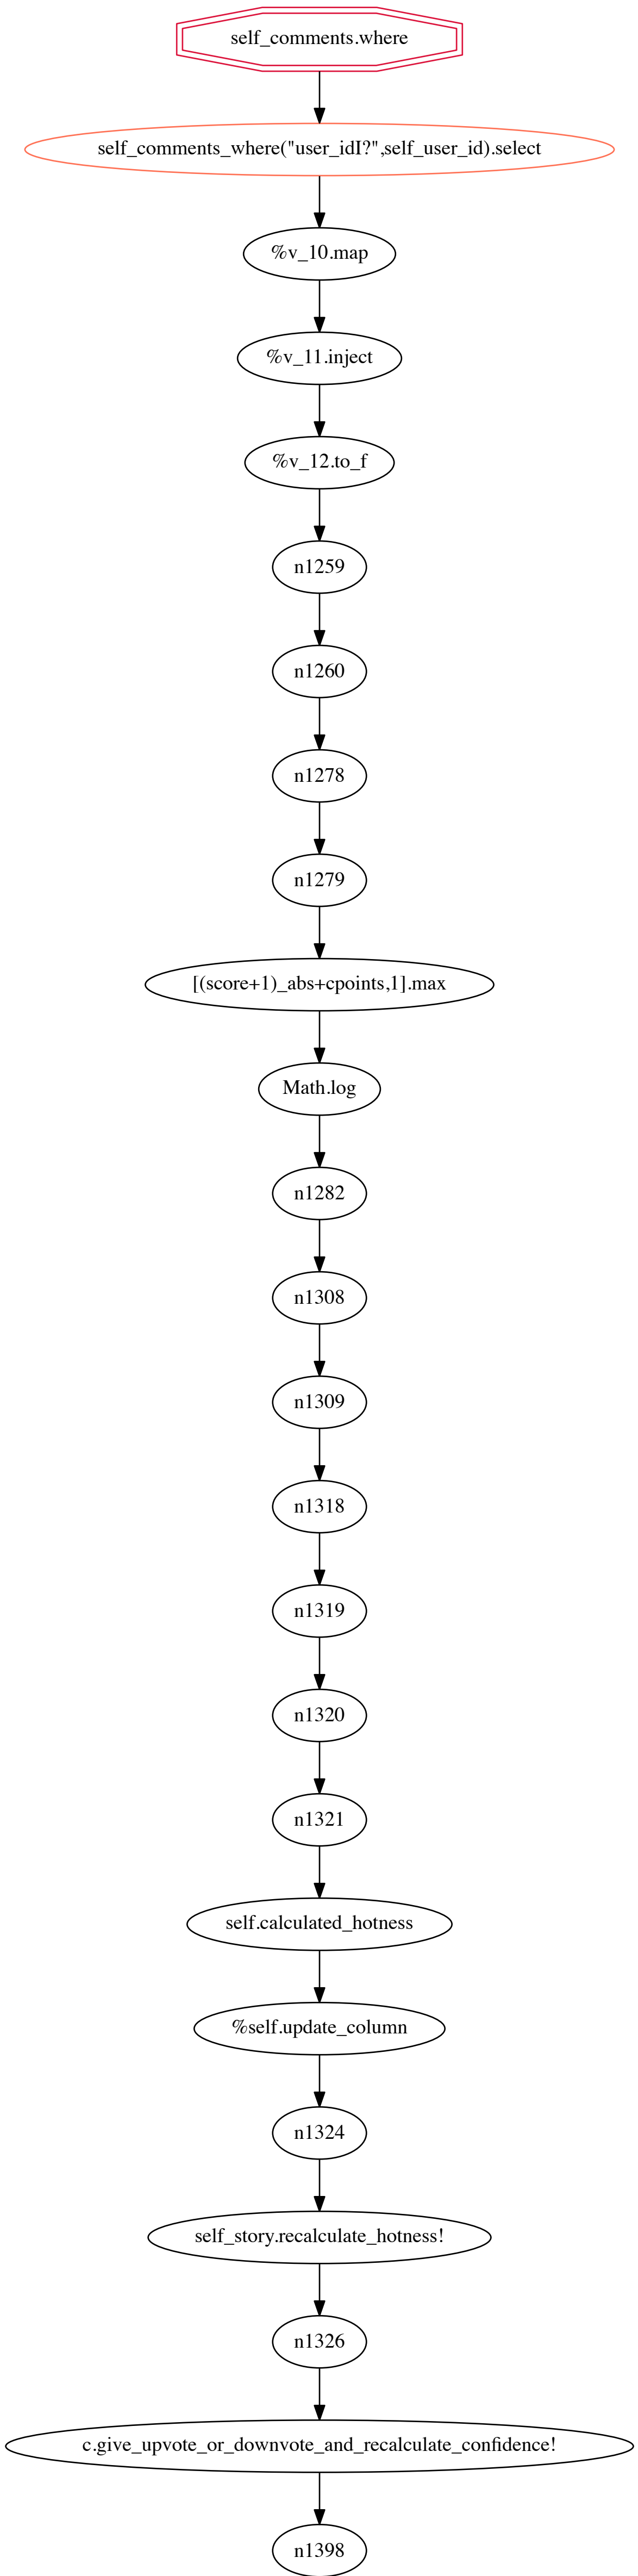 self_comments.where
self_comments_where("user_idI?",self_user_id).select
%v_10.map
%v_11.inject
%v_12.to_f
n1259
n1260
n1278
n1279
[(score+1)_abs+cpoints,1].max
Math.log
n1282
n1308
n1309
n1318
n1319
n1320
n1321
self.calculated_hotness
%self.update_column
n1324
self_story.recalculate_hotness!
n1326
c.give_upvote_or_downvote_and_recalculate_confidence!
n1398